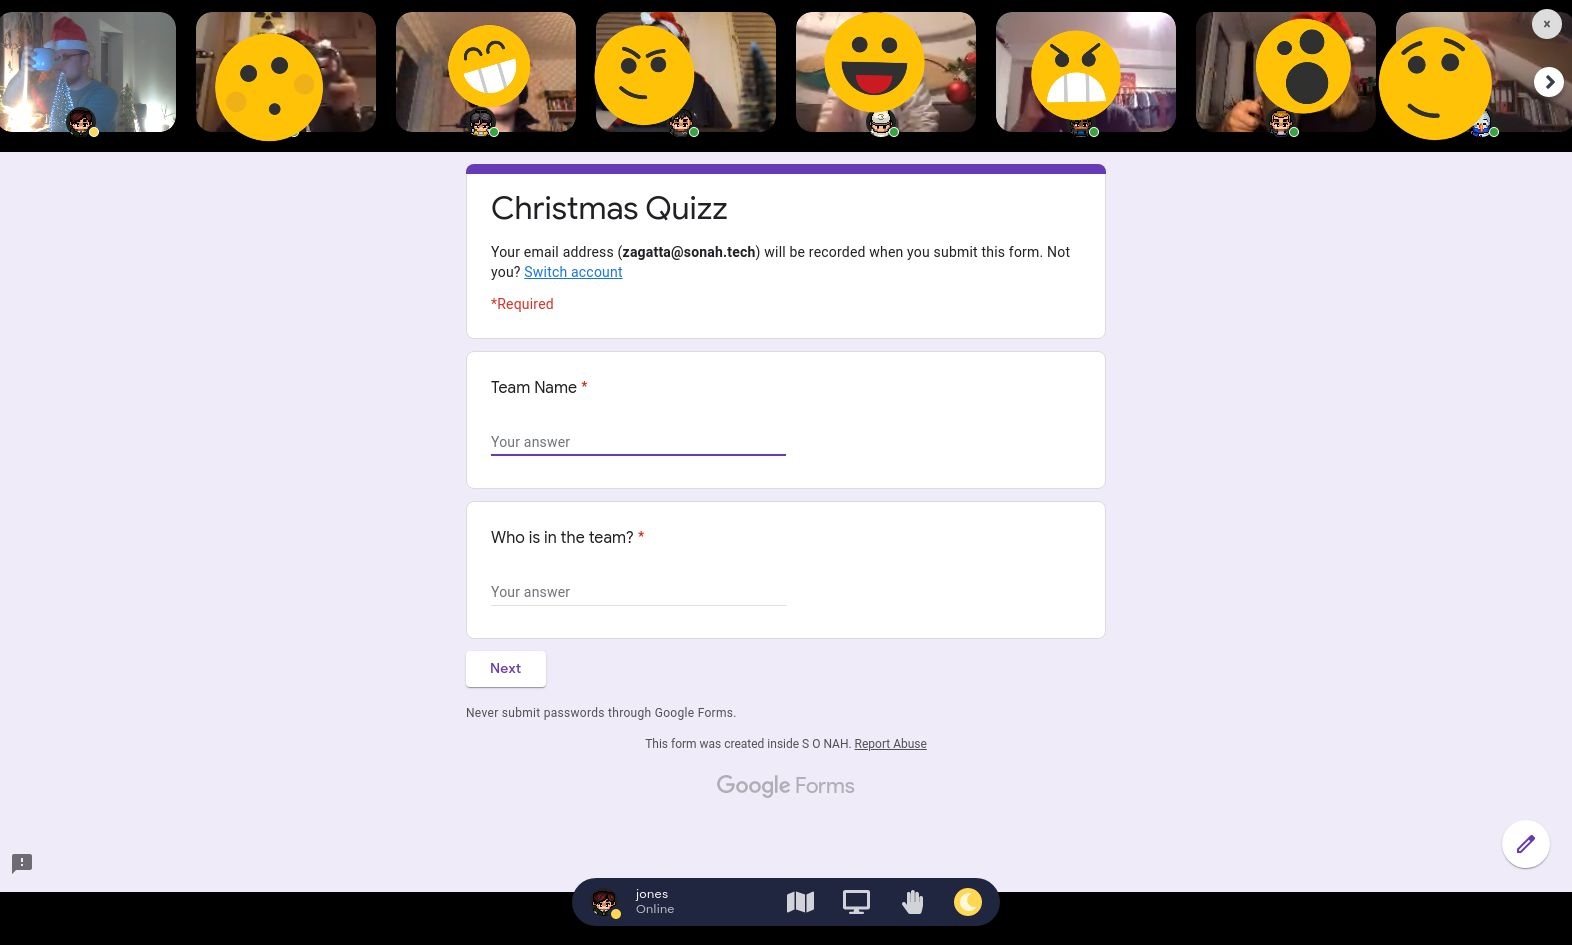 ×
Christmas Quizz
Your email address (zagatta@sonah.tech) will be recorded when you submit this form. Not
you? Switch account
*Required
Team Name *
Your answer
Who is in the team? *
Your answer
Next
Never submit passwords through Google Forms.
This form was created inside S O NAH. Report Abuse
Google Forms
jones
Online